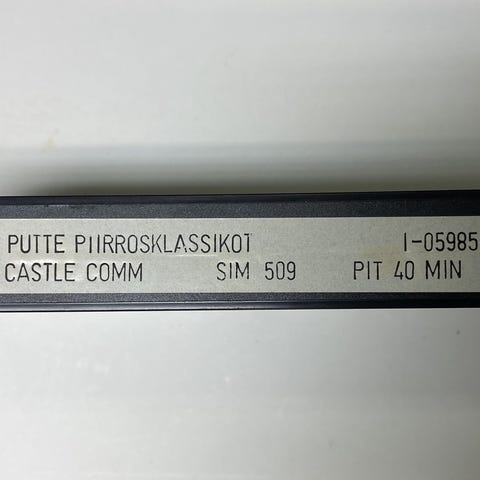 PUTTE PIIRROSKLASSIKOT I-05985
CASTLE COMM SIM 509 PIT 40 MIN